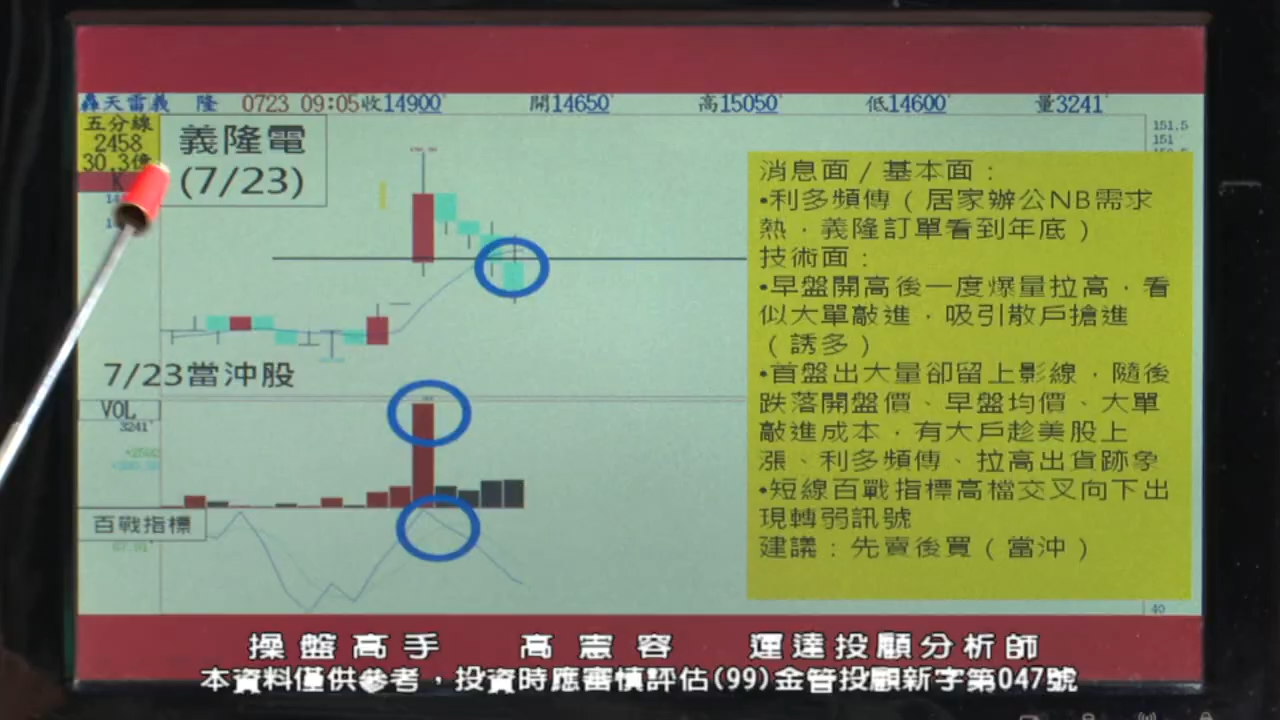 轟天雷義 隆 0723 09:05收14900 開14650 高15050 低14600 量3241
五分線
2458
30.3億
K
義隆電
(7/23)
151.5
151
7/23當沖股
VOL
3241
百戰指標
40
消息面/基本面:
•利多頻傳(居家辦公NB需求
熱,義隆訂單看到年底)
技術面:
•早盤開高後一度爆量拉高,看
似大單敲進,吸引散戶搶進
(誘多)
•首盤出大量卻留上影線,隨後
跌落開盤價、早盤均價、大單
敲進成本,有大戶趁美股上
漲、利多頻傳、拉高出貨跡象
•短線百戰指標高檔交叉向下出
現轉弱訊號
建議:先賣後買(當沖)
操盤高手 高憲容 運達投顧分析師
本資料僅供參考,投資時應審慎評估(99)金管投顧新字第047號